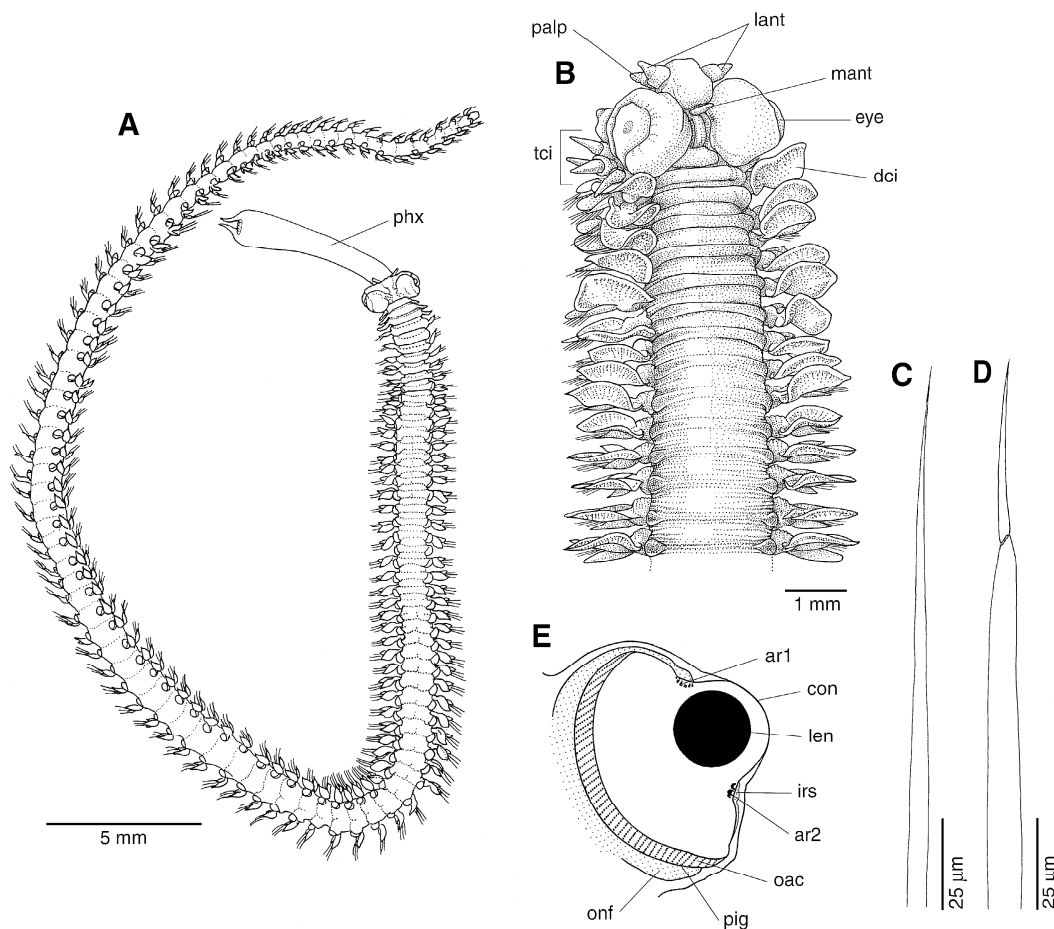 A
phx
5 mm
B
palp
lant
mant
eye
tci
dci
1 mm
C
25 µm
D
25 µm
E
ar1
con
len
irs
ar2
oac
onf
pig